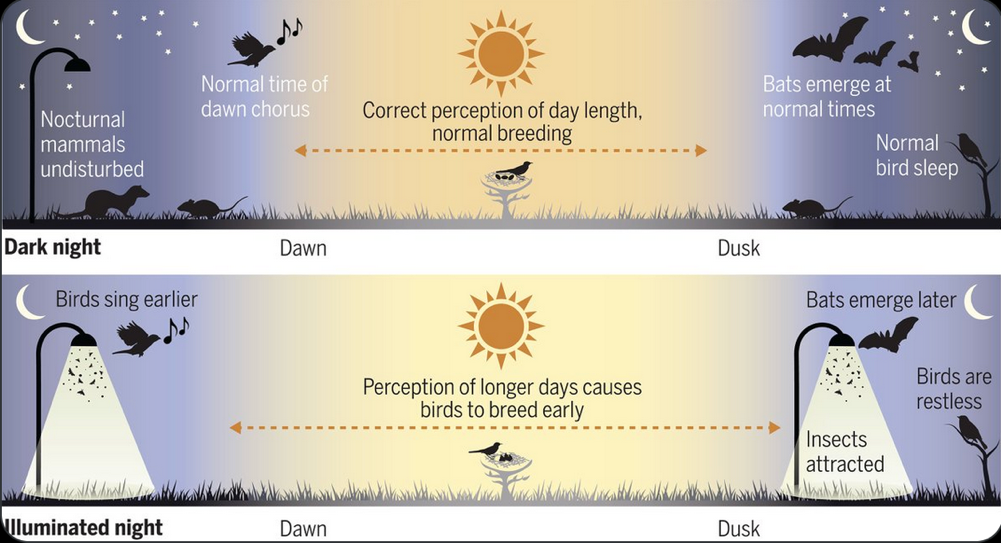 Nocturnal
mammals
undisturbed
Normal time of
dawn chorus
Correct perception of day length,
normal breeding
Bats emerge at
normal times
Normal
bird sleep
Dark night
Dawn
Dusk
Birds sing earlier
Perception of longer days causes
birds to breed early
Bats emerge later
Birds are
restless
Insects
attracted
Illuminated night
Dawn
Dusk